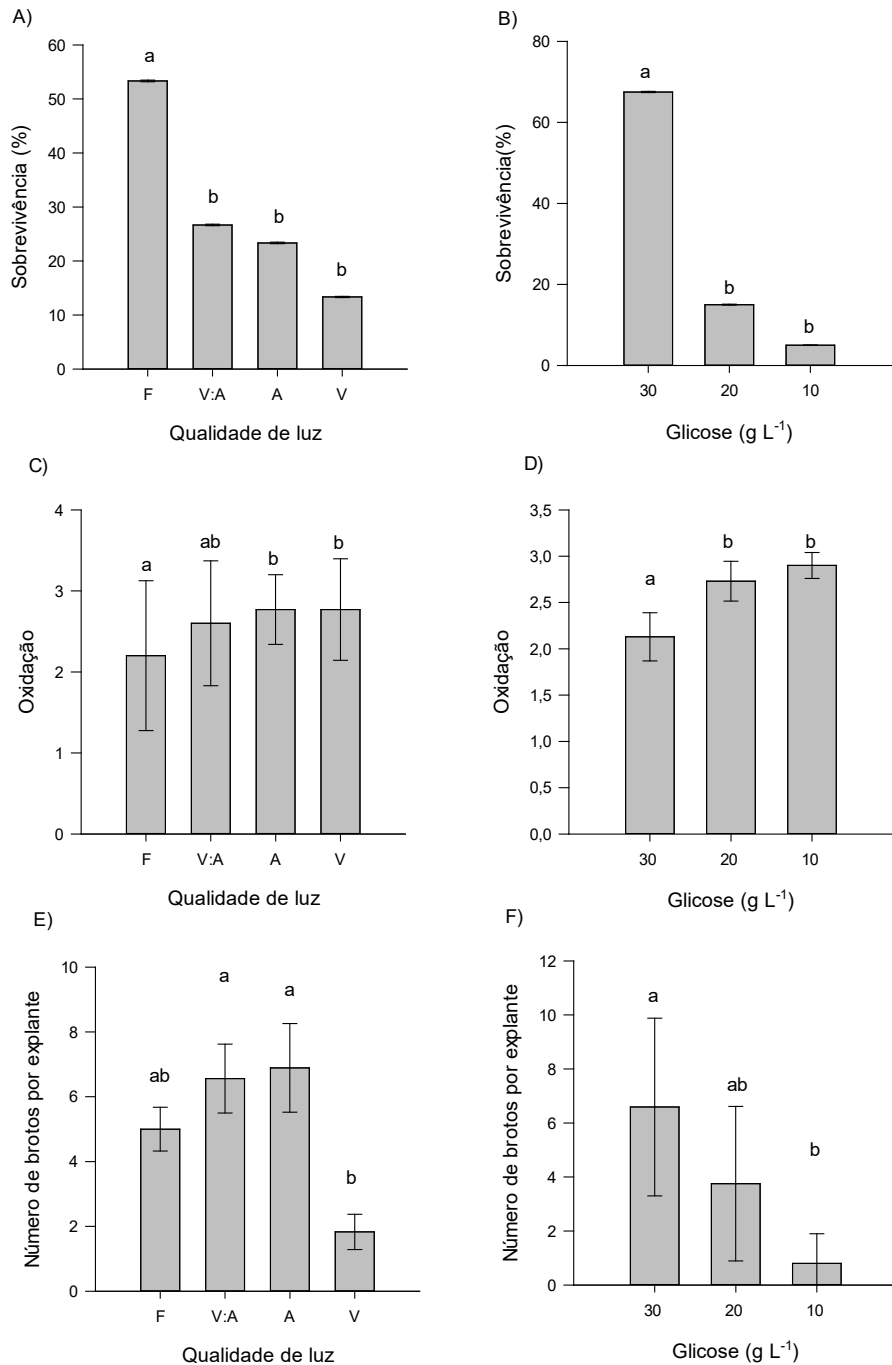 A)
Sobrevivência (%)
60
50
40
30
20
10
0
a
b
b
b
F V:A A V
Qualidade de luz
B)
Sobrevivência(%)
80
60
40
20
0
a
b
b
30 20 10
Glicose (g L-1)
C)
Oxidação
4
3
2
1
0
a
ab
b
b
F V:A A V
Qualidade de luz
D)
Oxidação
3,5
3,0
2,5
2,0
1,5
1,0
0,5
0,0
a
b
b
30 20 10
Glicose (g L-1)
E)
Número de brotos por explante
10
8
6
4
2
0
ab
a
a
b
F V:A A V
Qualidade de luz
F)
Número de brotos por explante
12
10
8
6
4
2
0
a
ab
b
30 20 10
Glicose (g L-1)